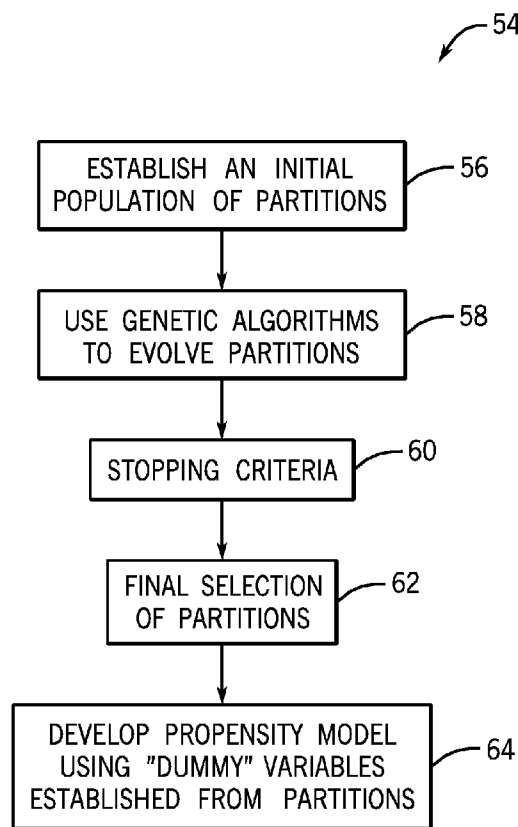 54
ESTABLISH AN INITIAL
POPULATION OF PARTITIONS
56
USE GENETIC ALGORITHMS
TO EVOLVE PARTITIONS
58
STOPPING CRITERIA
60
FINAL SELECTION
OF PARTITIONS
62
DEVELOP PROPENSITY MODEL
USING "DUMMY" VARIABLES
ESTABLISHED FROM PARTITIONS
64